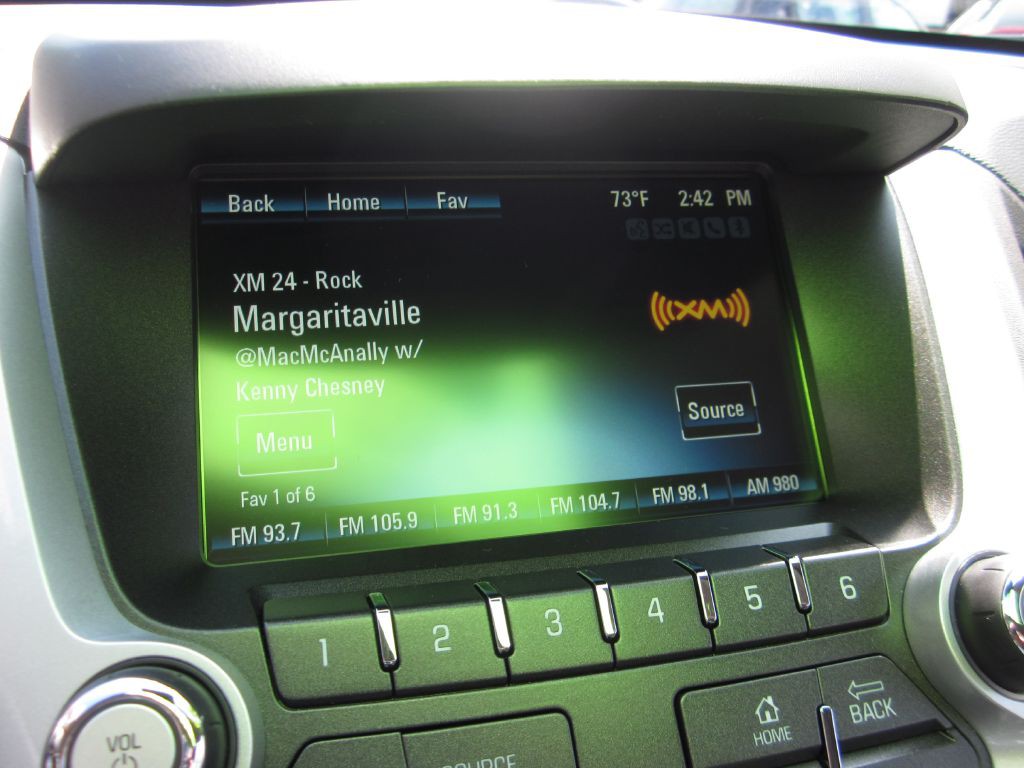 Back Home Fav 73°F 2:42 PM
XM 24 - Rock
Margaritaville
((XM))
@MacMcAnally w/
Kenny Chesney
Menu
Source
Fav 1 of 6
FM 93.7 FM 105.9 FM 91.3 FM 104.7 FM 98.1 AM 980
1 2 3 4 5 6
VOL
SOURCE
HOME
BACK